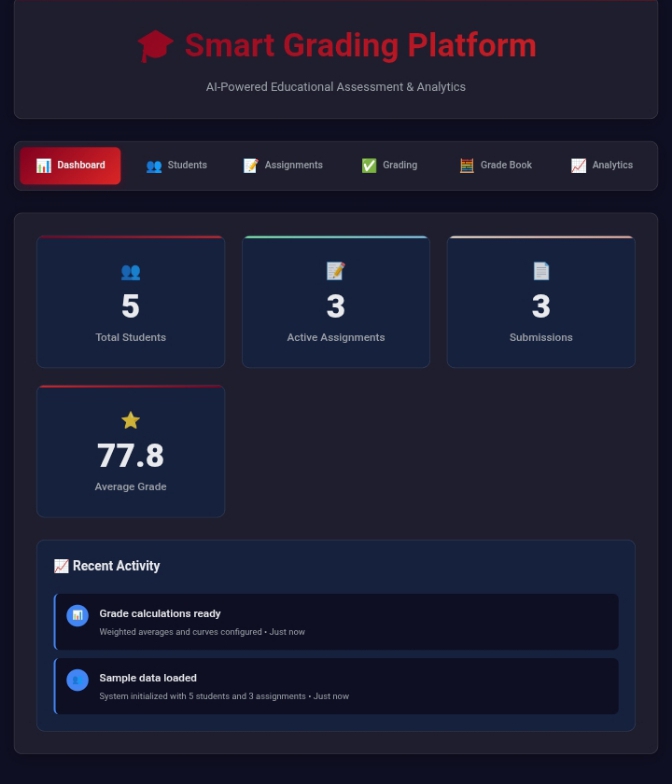 Smart Grading Platform
AI-Powered Educational Assessment & Analytics
Dashboard
Students
Assignments
Grading
Grade Book
Analytics
5
Total Students
3
Active Assignments
3
Submissions
77.8
Average Grade
Recent Activity
Grade calculations ready
Weighted averages and curves configured • Just now
Sample data loaded
System initialized with 5 students and 3 assignments • Just now